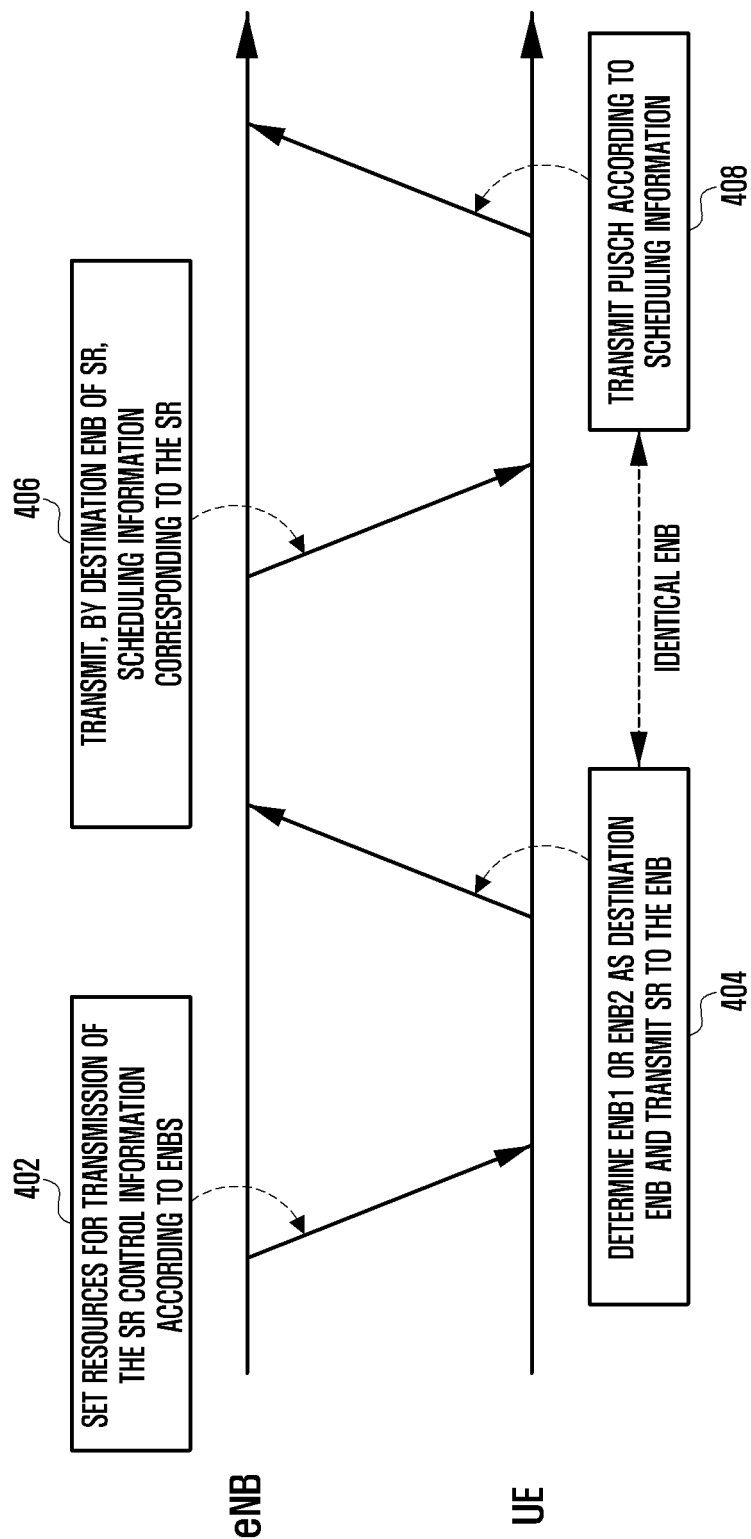 402
SET RESOURCES FOR TRANSMISSION OF
THE SR CONTROL INFORMATION
ACCORDING TO ENBS
406
TRANSMIT, BY DESTINATION ENB OF SR,
SCHEDULING INFORMATION
CORRESPONDING TO THE SR
eNB
UE
DETERMINE ENB1 OR ENB2 AS DESTINATION
ENB AND TRANSMIT SR TO THE ENB
404
IDENTICAL ENB
TRANSMIT PUSCH ACCORDING TO
SCHEDULING INFORMATION
408